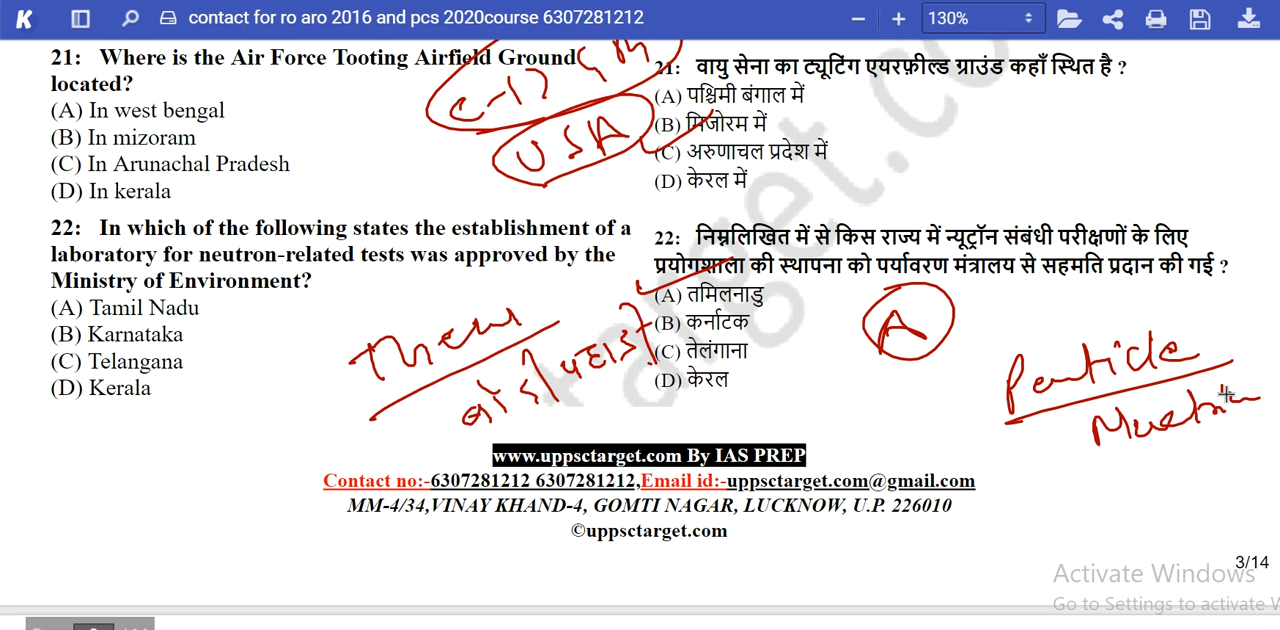 contact for ro aro 2016 and pcs 2020course 6307281212
130%
21: Where is the Air Force Tooting Airfield Ground
located?
(A) In west bengal
(B) In mizoram
(C) In Arunachal Pradesh
(D) In kerala
C-17
USA
21: वायु सेना का ट्यूटिंग एयरफ़ील्ड ग्राउंड कहाँ स्थित है ?
(A) पश्चिमी बंगाल में
(B) मिजोरम में
(C) अरुणाचल प्रदेश में
(D) केरल में
22: In which of the following states the establishment of a
laboratory for neutron-related tests was approved by the
Ministry of Environment?
(A) Tamil Nadu
(B) Karnataka
(C) Telangana
(D) Kerala
22: निम्नलिखित में से किस राज्य में न्यूट्रॉन संबंधी परीक्षणों के लिए
प्रयोगशाला की स्थापना को पर्यावरण मंत्रालय से सहमति प्रदान की गई ?
(A) तमिलनाडु
(B) कर्नाटक
(C) तेलंगाना
(D) केरल
A
www.uppsctarget.com By IAS PREP
Contact no:-6307281212 6307281212,Email id:-uppsctarget.com@gmail.com
MM-4/34,VINAY KHAND-4, GOMTI NAGAR, LUCKNOW, U.P. 226010
©uppsctarget.com
3/14
Activate Windows
Go to Settings to activate